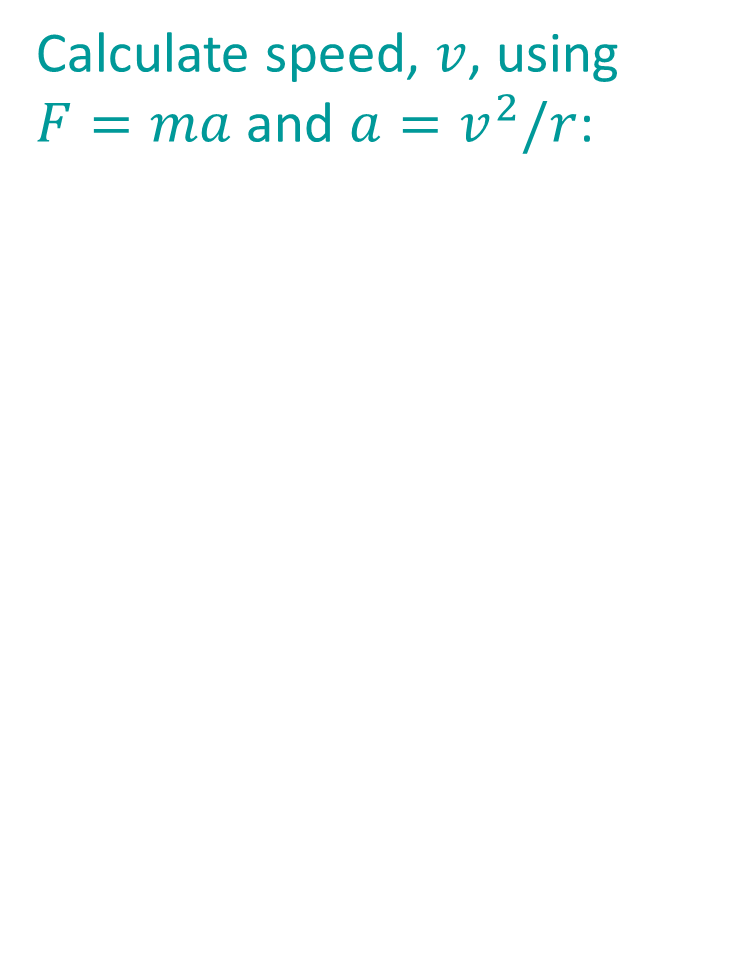 Calculate speed, 𝑣, using
𝐹 = 𝑚𝑎 and 𝑎 = 𝑣²/𝑟: